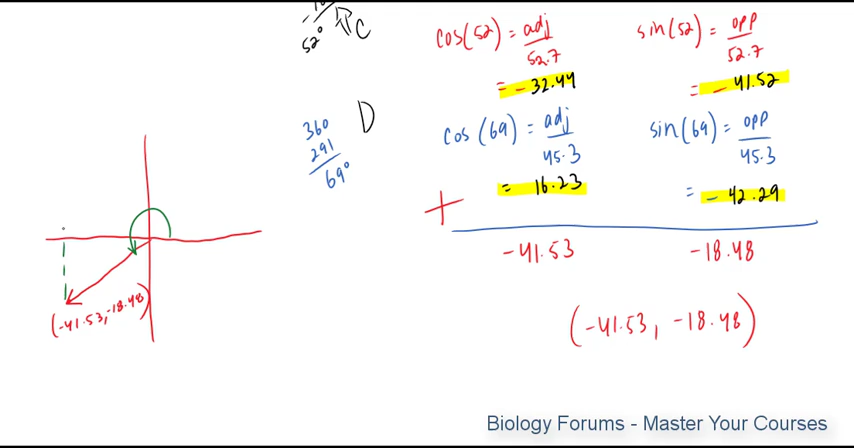 52° C
cos(52) = adj/52.7
= -32.44
sin(52) = opp/52.7
= -41.52
360
291
69°
D
cos(69) = adj/45.3
= 16.23
sin(69) = opp/45.3
= -42.29
+
-41.53
-18.48
(-41.53, -18.48)
(-41.53, -18.48)
Biology Forums - Master Your Courses